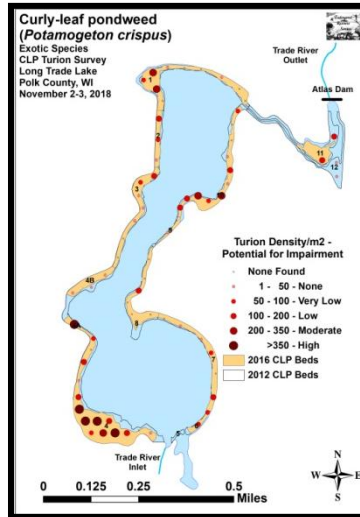 Curly-leaf pondweed
(Potamogeton crispus)
Exotic Species
CLP Turion Survey
Long Trade Lake
Polk County, WI
November 2-3, 2018
Trade River
Outlet
Atlas Dam
1
2
3
11
12
4B
9
8
7
4
5
Turion Density/m2 -
Potential for Impairment
None Found
1 - 50 - None
50 - 100 - Very Low
100 - 200 - Low
200 - 350 - Moderate
>350 - High
2016 CLP Beds
2012 CLP Beds
Trade River
Inlet
N
W E
S
0 0.125 0.25 0.5
Miles